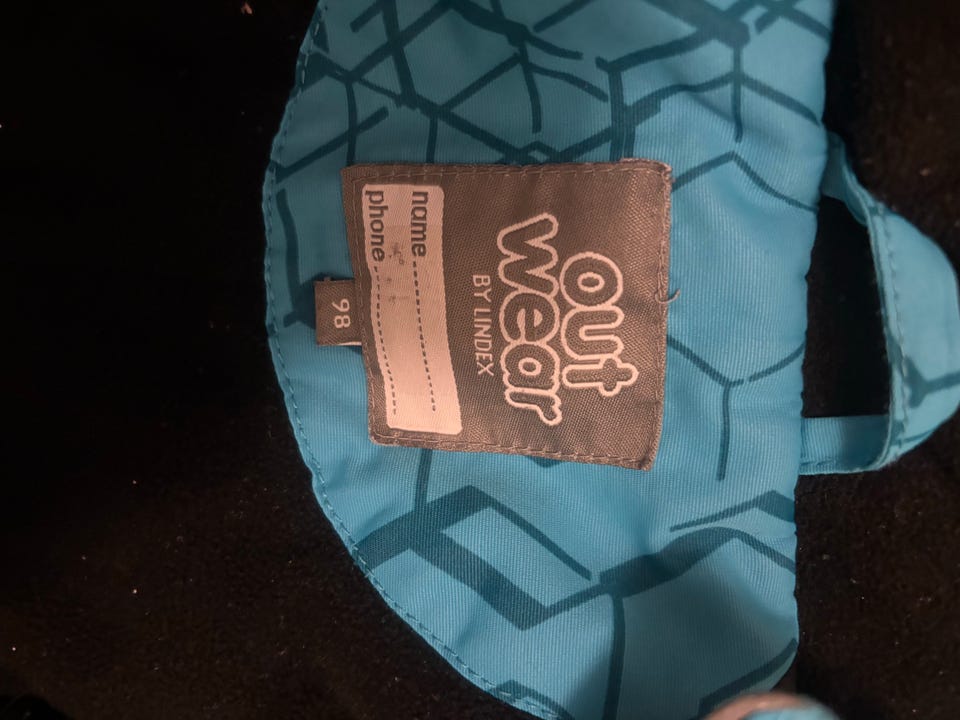 out
wear
BY LINDEX
name
phone
98